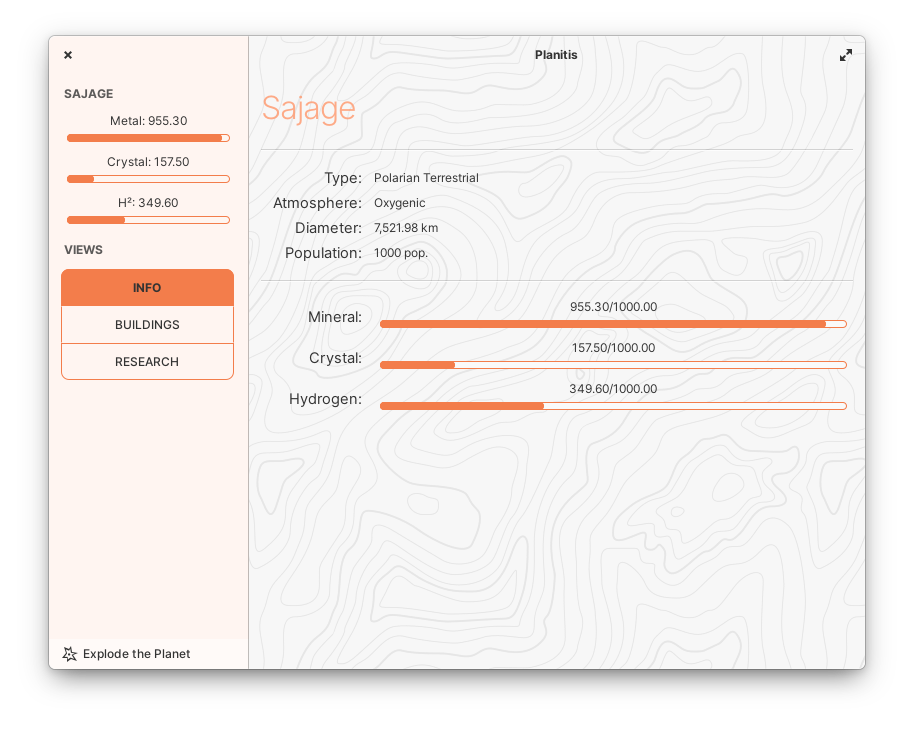 Planitis
SAJAGE
Metal: 955.30
Crystal: 157.50
H²: 349.60
VIEWS
INFO
BUILDINGS
RESEARCH
Explode the Planet
Sajage
Type: Polarian Terrestrial
Atmosphere: Oxygenic
Diameter: 7,521.98 km
Population: 1000 pop.
Mineral: 955.30/1000.00
Crystal: 157.50/1000.00
Hydrogen: 349.60/1000.00